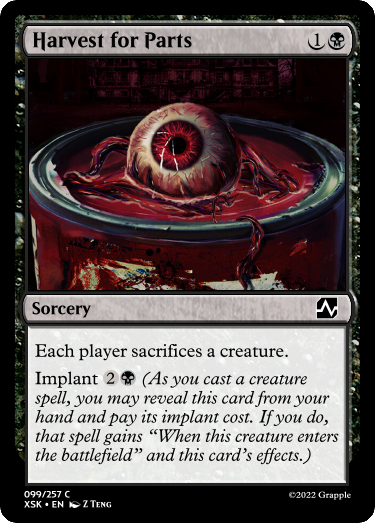 Harvest for Parts 1
Sorcery
Each player sacrifices a creature.
Implant 2 (As you cast a creature
spell, you may reveal this card from your
hand and pay its implant cost. If you do,
that spell gains “When this creature enters
the battlefield” and this card’s effects.)
099/257 C
XSK • EN Z Teng ©2022 Grapple